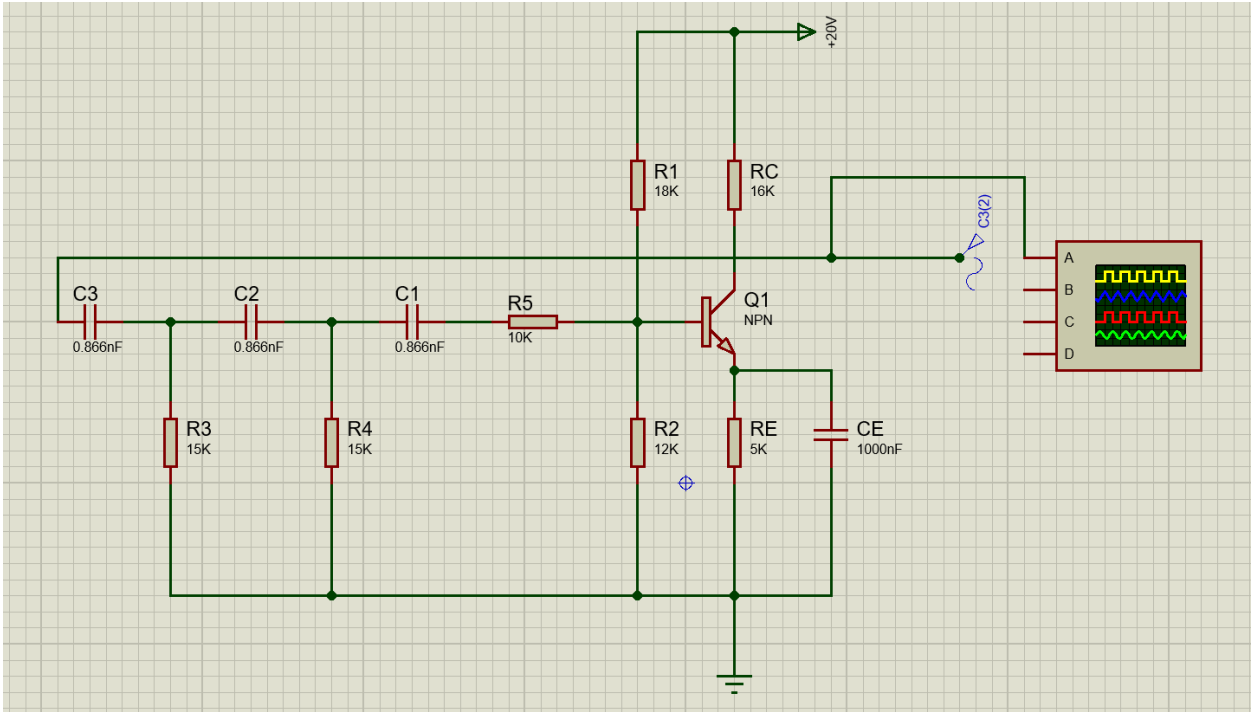 +20V
R1
18K
RC
16K
C3(2)
A
B
C
D
C3
0.866nF
C2
0.866nF
C1
0.866nF
R5
10K
Q1
NPN
R3
15K
R4
15K
R2
12K
RE
5K
CE
1000nF